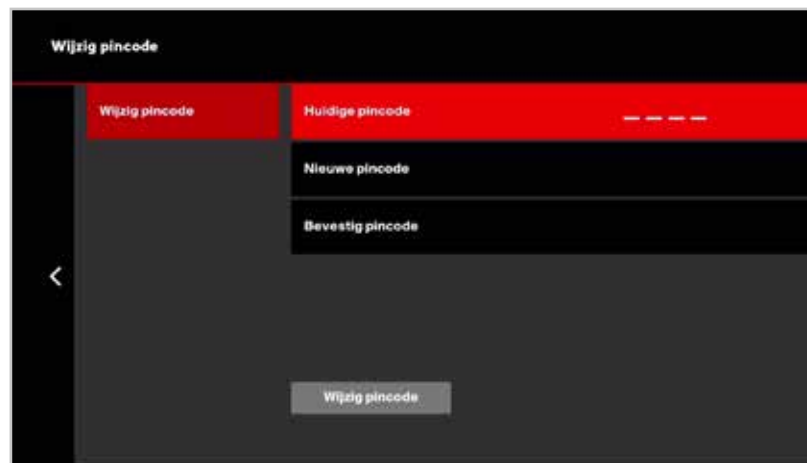 Wijzig pincode
Wijzig pincode
Huidige pincode _ _ _ _
Nieuwe pincode
Bevestig pincode
Wijzig pincode